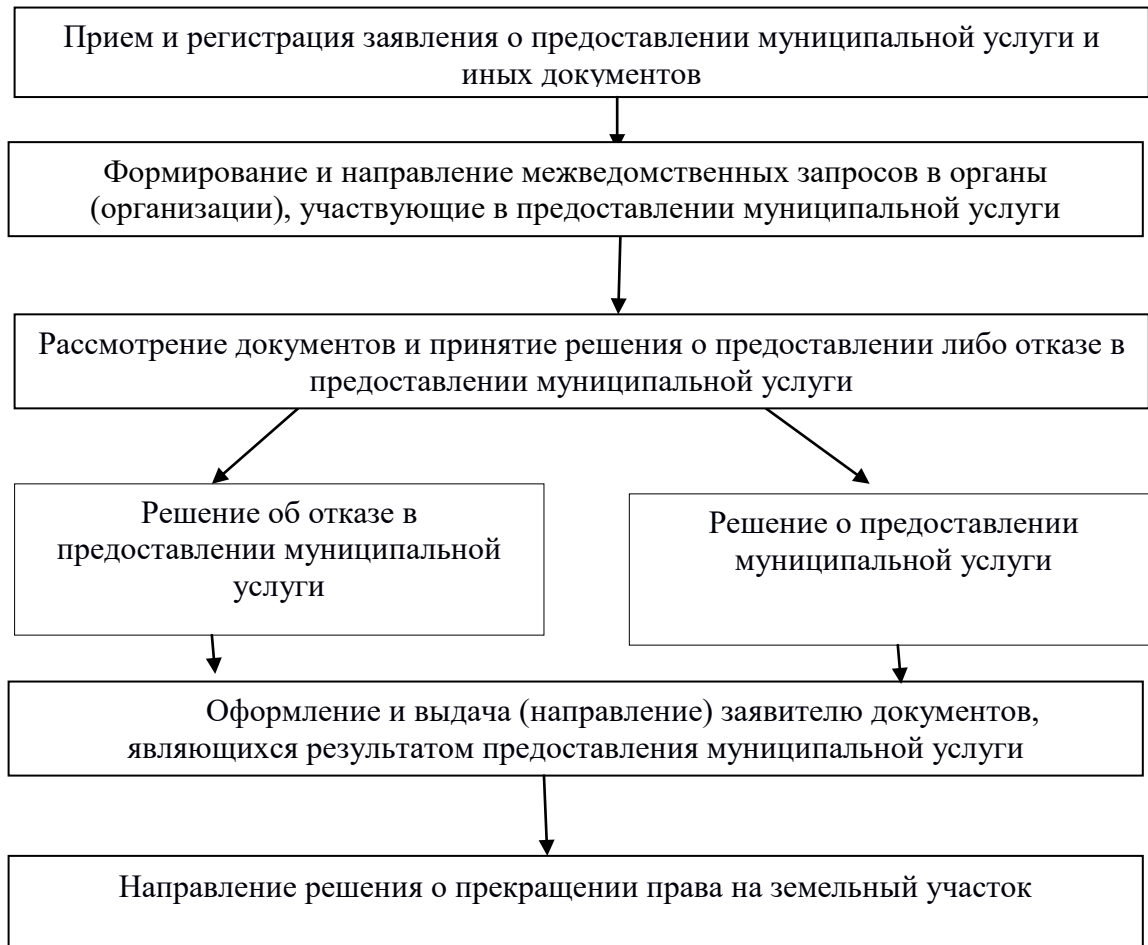 Прием и регистрация заявления о предоставлении муниципальной услуги и
иных документов
Формирование и направление межведомственных запросов в органы
(организации), участвующие в предоставлении муниципальной услуги
Рассмотрение документов и принятие решения о предоставлении либо отказе в
предоставлении муниципальной услуги
Решение об отказе в
предоставлении муниципальной
услуги
Решение о предоставлении
муниципальной услуги
Оформление и выдача (направление) заявителю документов,
являющихся результатом предоставления муниципальной услуги
Направление решения о прекращении права на земельный участок